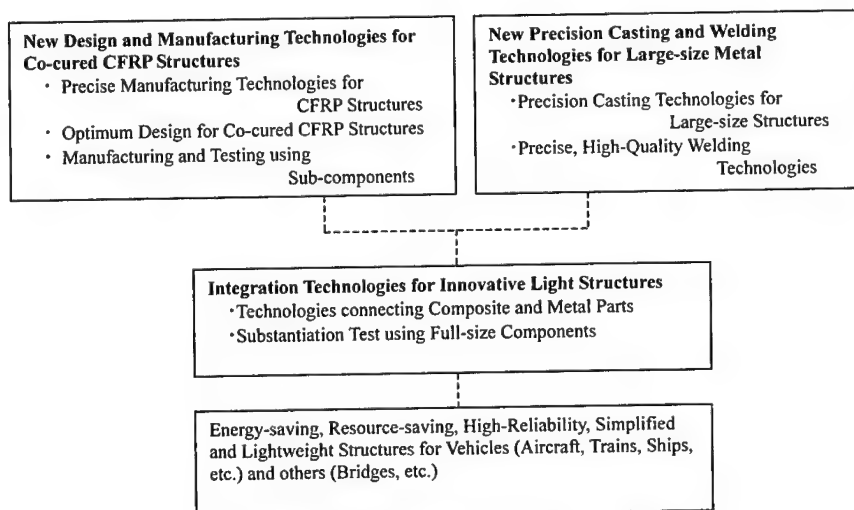 New Design and Manufacturing Technologies for
Co-cured CFRP Structures
・ Precise Manufacturing Technologies for
CFRP Structures
・ Optimum Design for Co-cured CFRP Structures
・ Manufacturing and Testing using
Sub-components
New Precision Casting and Welding
Technologies for Large-size Metal
Structures
・Precision Casting Technologies for
Large-size Structures
・Precise, High-Quality Welding
Technologies
Integration Technologies for Innovative Light Structures
・Technologies connecting Composite and Metal Parts
・Substantiation Test using Full-size Components
Energy-saving, Resource-saving, High-Reliability, Simplified
and Lightweight Structures for Vehicles (Aircraft, Trains, Ships,
etc.) and others (Bridges, etc.)